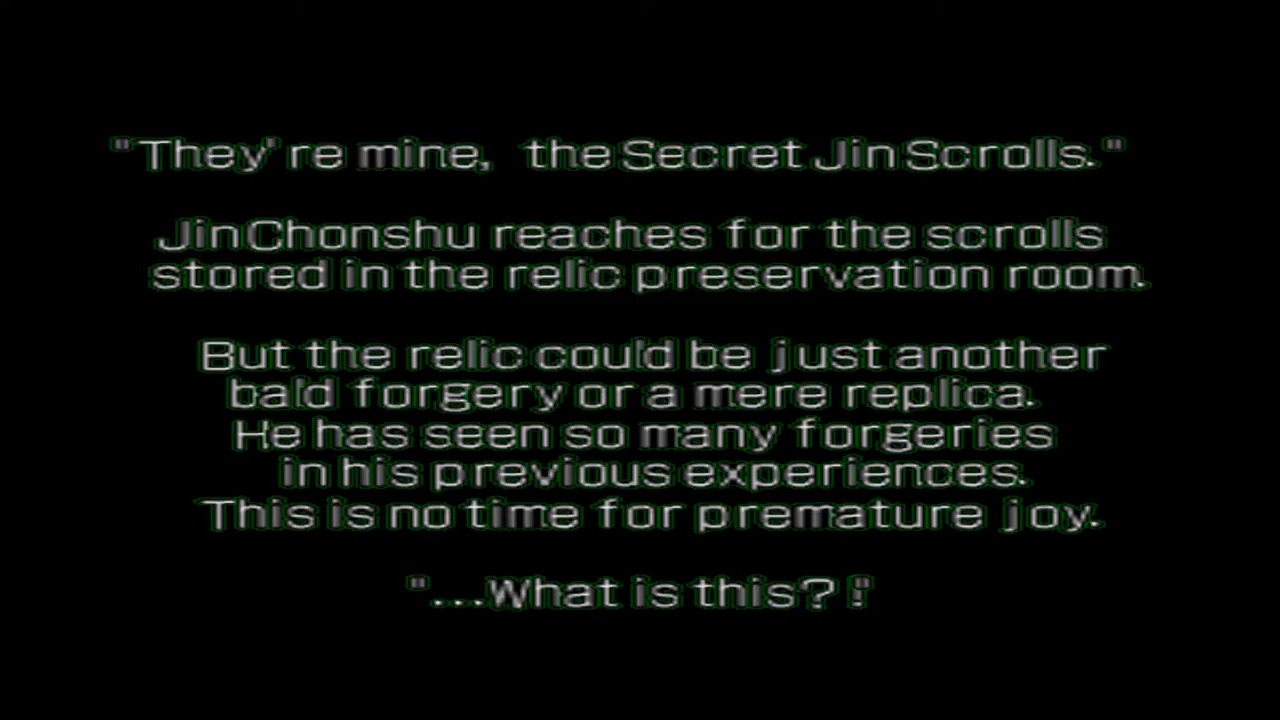 "They're mine, the Secret Jin Scrolls."
Jin Chonshu reaches for the scrolls
stored in the relic preservation room.
But the relic could be just another
bald forgery or a mere replica.
He has seen so many forgeries
in his previous experiences.
This is no time for premature joy.
"...What is this?!"